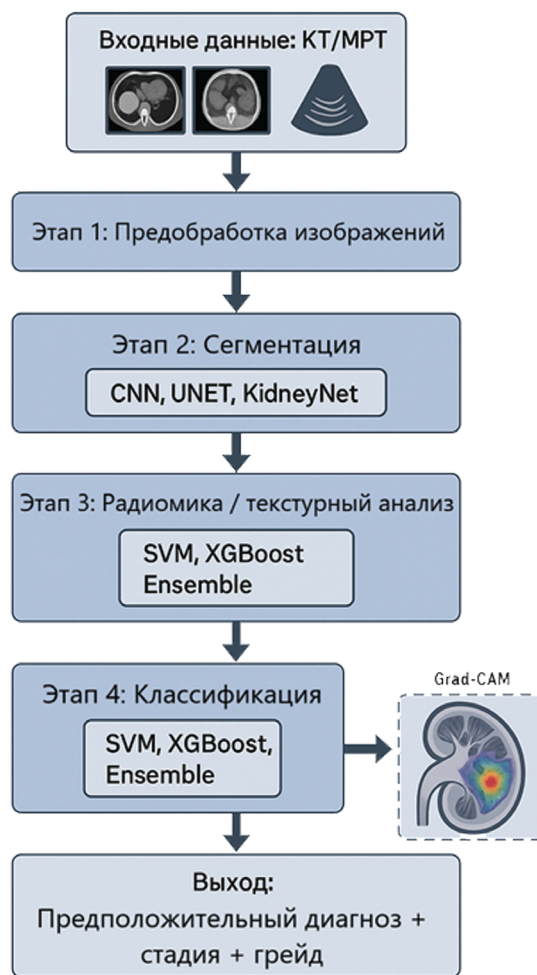 Входные данные: КТ/МРТ
Этап 1: Предобработка изображений
Этап 2: Сегментация
CNN, UNET, KidneyNet
Этап 3: Радиомика / текстурный анализ
SVM, XGBoost
Ensemble
Этап 4: Классификация
Grad-CAM
SVM, XGBoost,
Ensemble
Выход:
Предположительный диагноз +
стадия + грейд